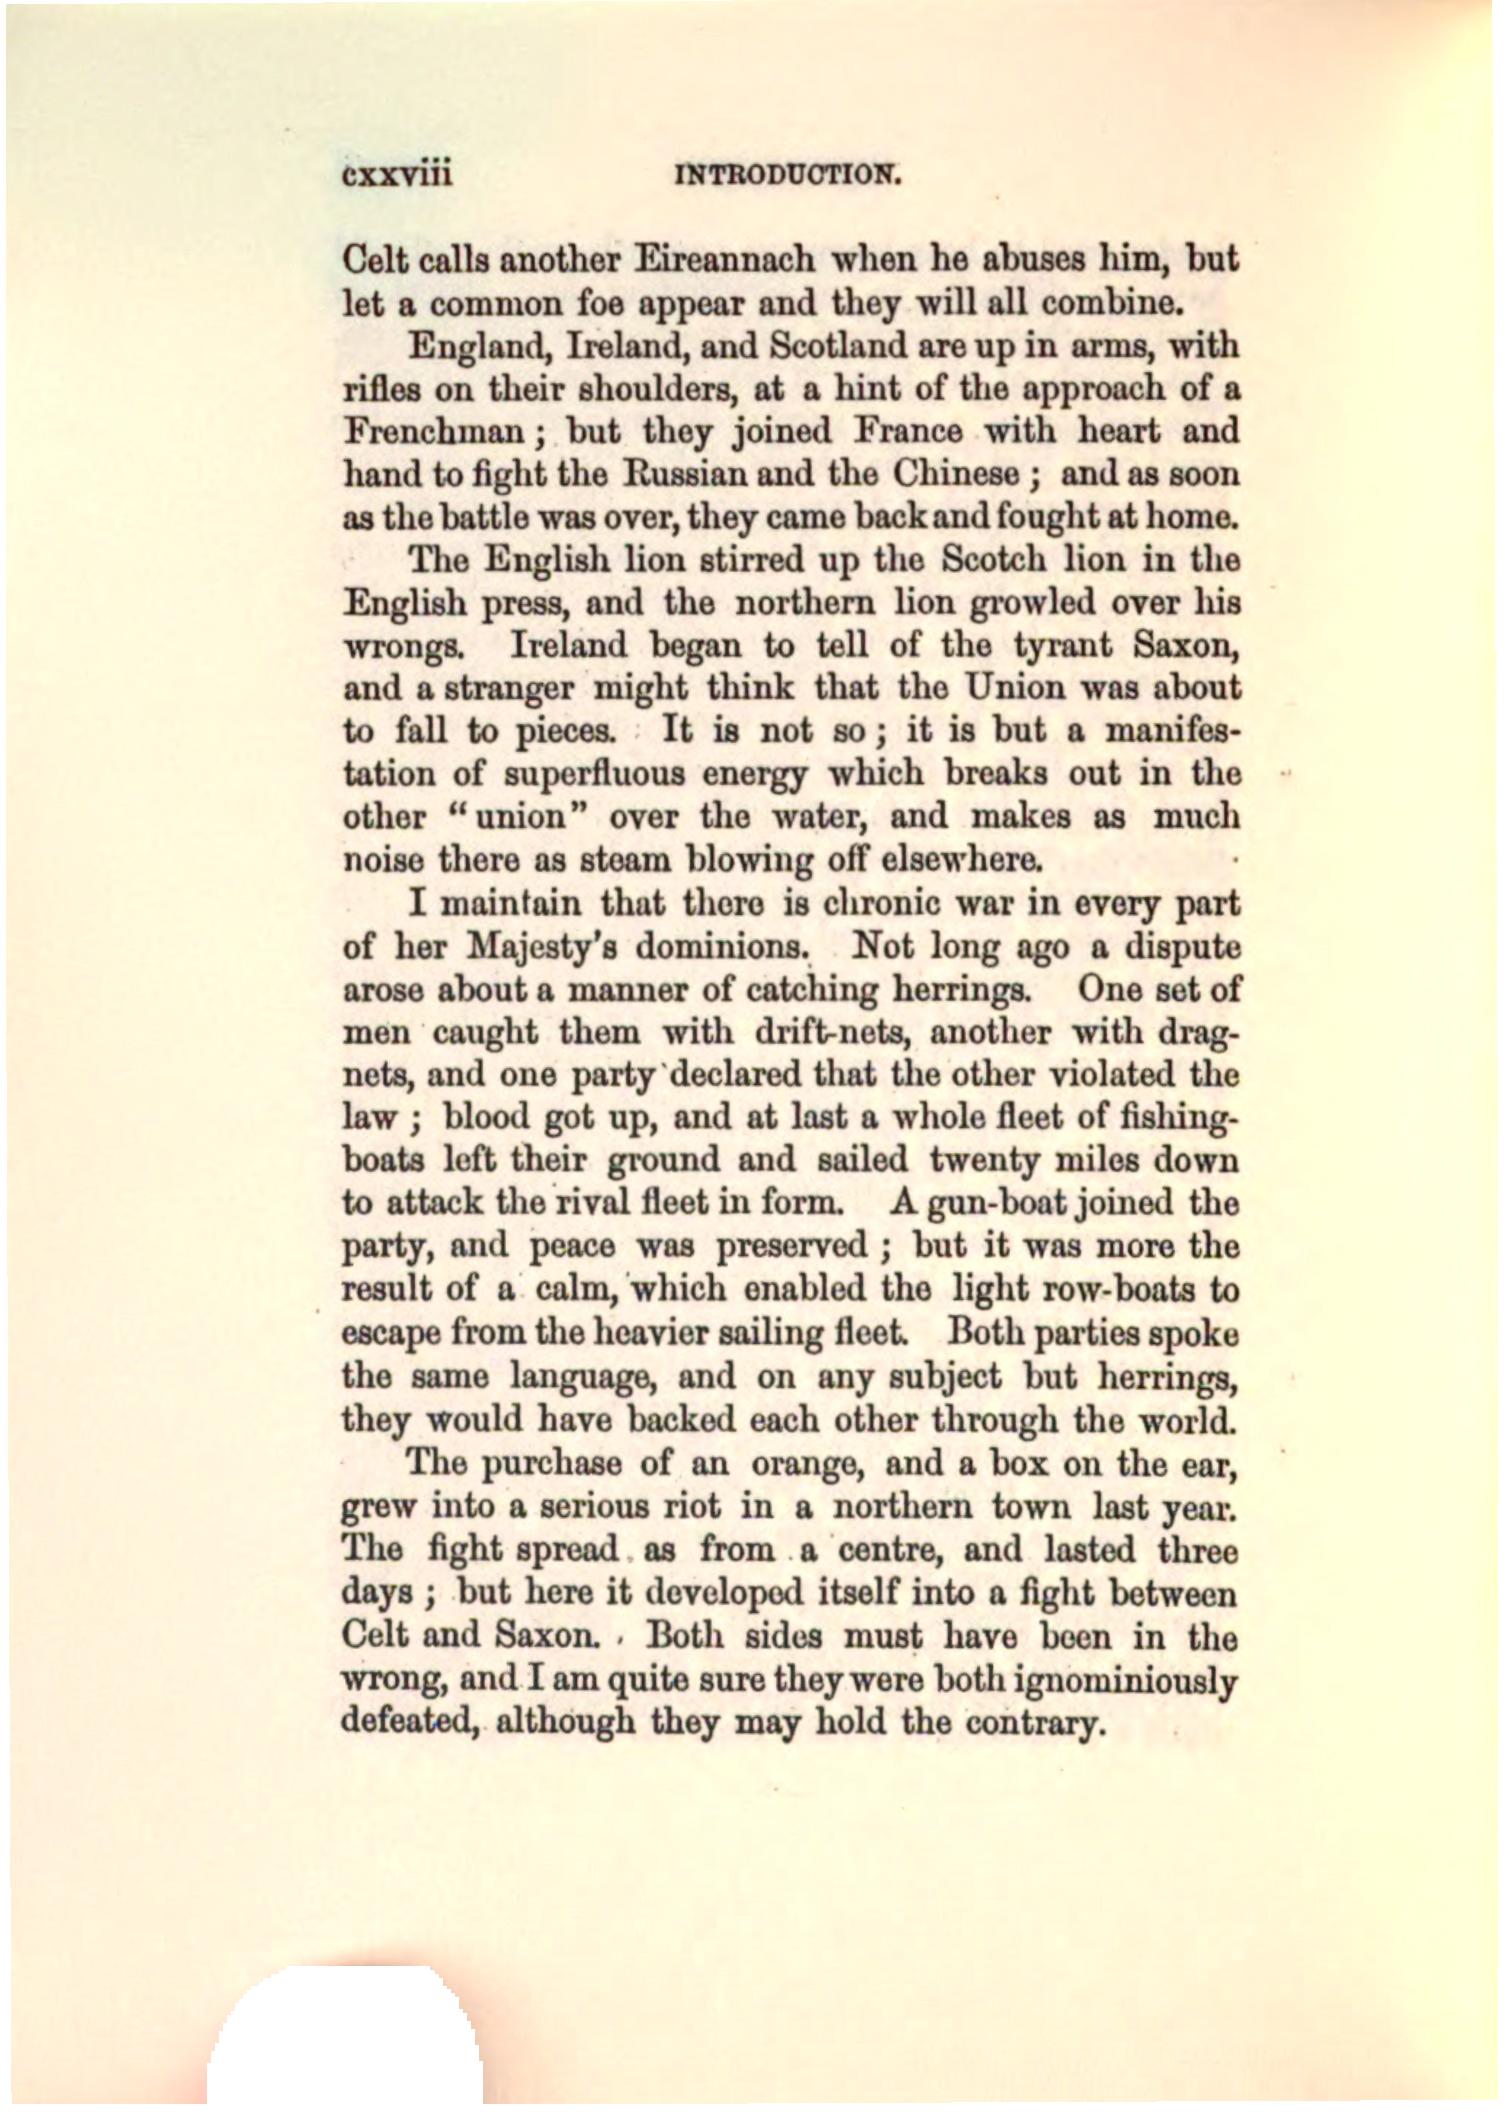 cxxviii INTRODUCTION.
Celt calls another Eireannach when he abuses him, but
let a common foe appear and they will all combine.
England, Ireland, and Scotland are up in arms, with
rifles on their shoulders, at a hint of the approach of a
Frenchman ; but they joined France with heart and
hand to fight the Russian and the Chinese ; and as soon
as the battle was over, they came back and fought at home.
The English lion stirred up the Scotch lion in the
English press, and the northern lion growled over his
wrongs. Ireland began to tell of the tyrant Saxon,
and a stranger might think that the Union was about
to fall to pieces. It is not so ; it is but a manifes-
tation of superfluous energy which breaks out in the
other “union” over the water, and makes as much
noise there as steam blowing off elsewhere.
I maintain that there is chronic war in every part
of her Majesty's dominions. Not long ago a dispute
arose about a manner of catching herrings. One set of
men caught them with drift-nets, another with drag-
nets, and one party declared that the other violated the
law ; blood got up, and at last a whole fleet of fishing-
boats left their ground and sailed twenty miles down
to attack the rival fleet in form. A gun-boat joined the
party, and peace was preserved ; but it was more the
result of a calm, which enabled the light row-boats to
escape from the heavier sailing fleet. Both parties spoke
the same language, and on any subject but herrings,
they would have backed each other through the world.
The purchase of an orange, and a box on the ear,
grew into a serious riot in a northern town last year.
The fight spread as from a centre, and lasted three
days ; but here it developed itself into a fight between
Celt and Saxon. Both sides must have been in the
wrong, and I am quite sure they were both ignominiously
defeated, although they may hold the contrary.